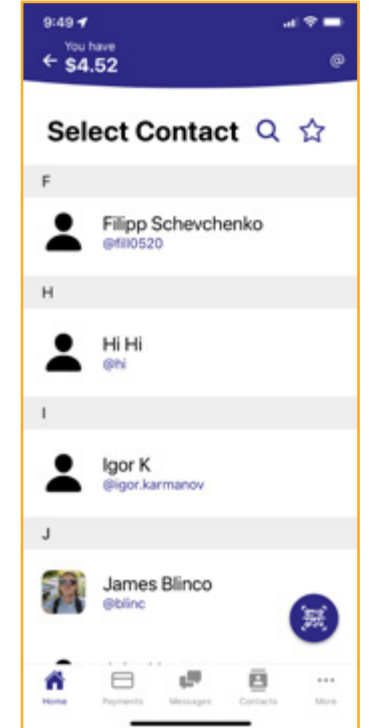 9:49
You have
$4.52
@
Select Contact
F
Filipp Schevchenko
@fill0520
H
Hi Hi
@hi
I
Igor K
@igor.karmanov
J
James Blinco
@blinc
Home
Payments
Messages
Contacts
More